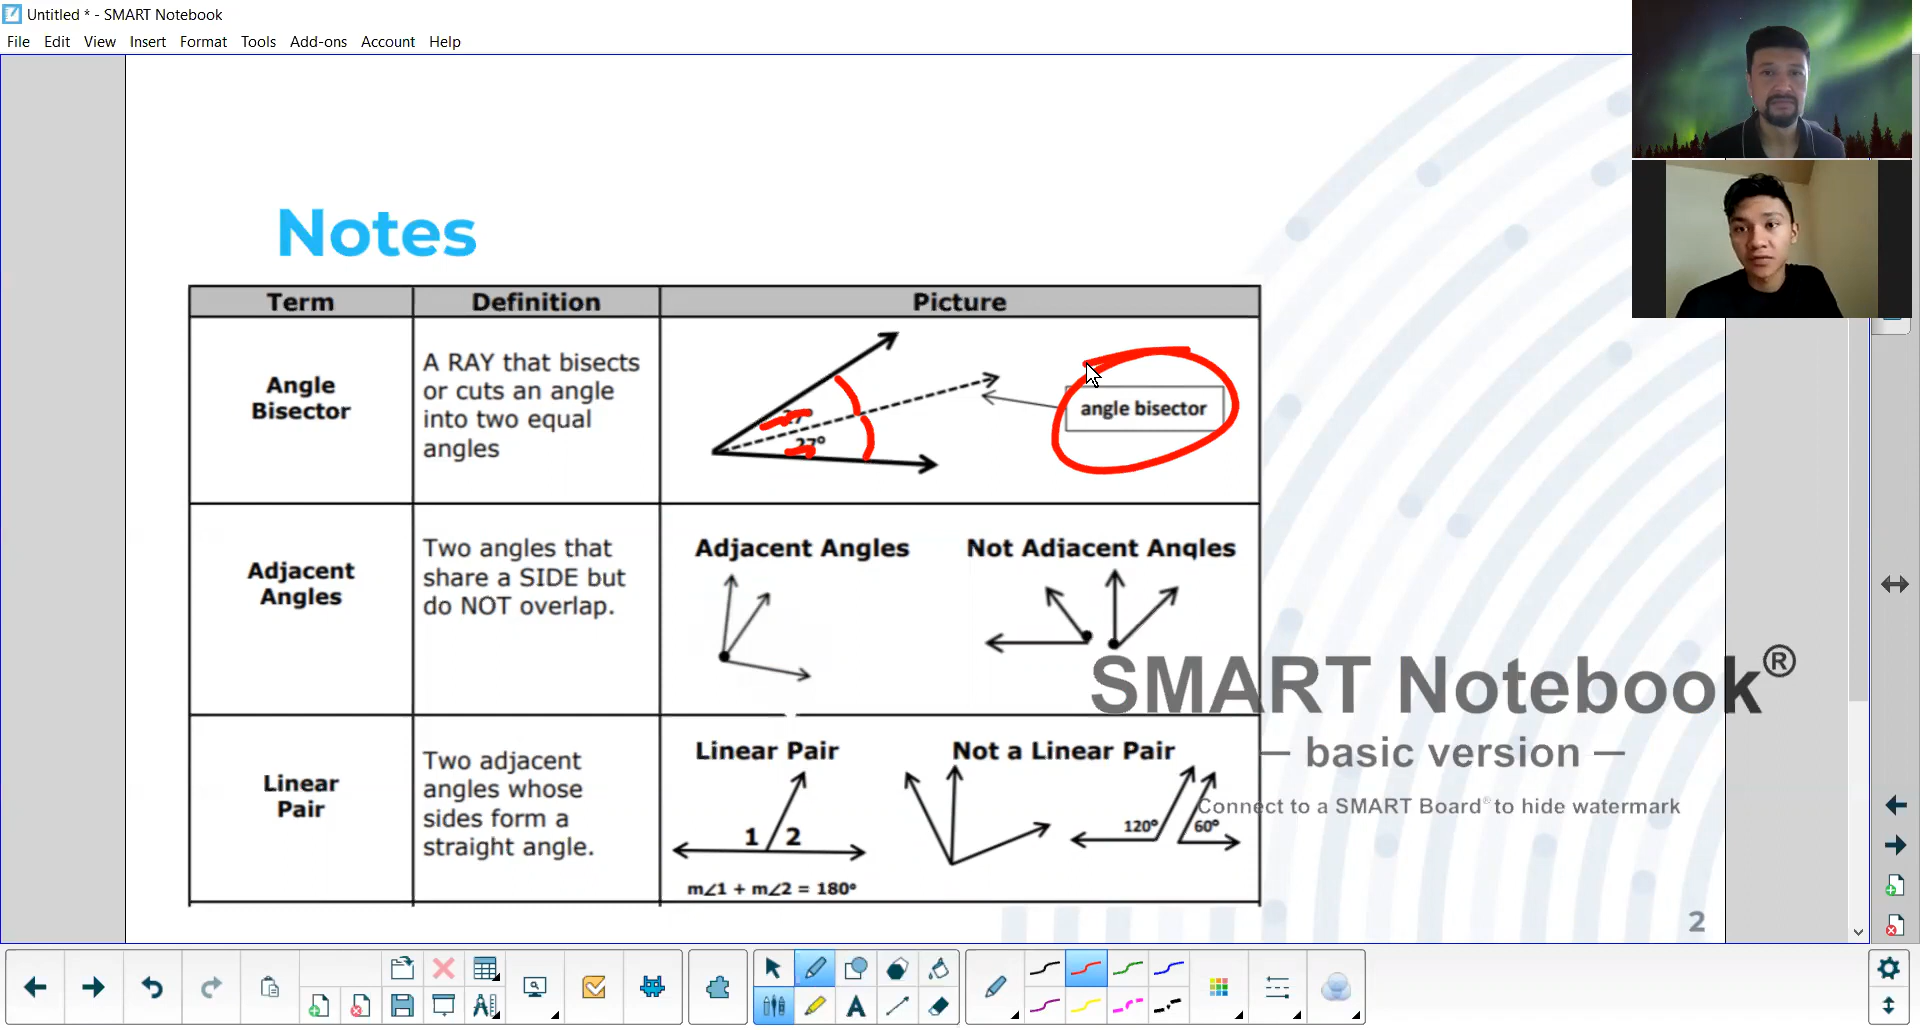 Untitled * - SMART Notebook
File Edit View Insert Format Tools Add-ons Account Help
Notes
Term Definition Picture
Angle
Bisector
A RAY that bisects
or cuts an angle
into two equal
angles
27°
angle bisector
Adjacent
Angles
Two angles that
share a SIDE but
do NOT overlap.
Adjacent Angles
Not Adjacent Angles
Linear
Pair
Two adjacent
angles whose
sides form a
straight angle.
Linear Pair
1 2
m∠1 + m∠2 = 180°
Not a Linear Pair
120° 60°
SMART Notebook®
— basic version —
Connect to a SMART Board® to hide watermark
2